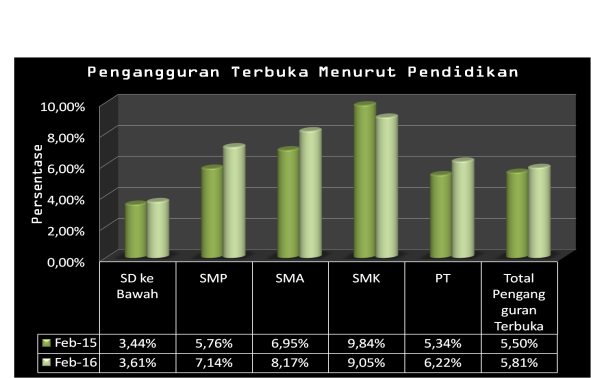 Pengangguran Terbuka Menurut Pendidikan
Persentase
10,00%
8,00%
6,00%
4,00%
2,00%
0,00%
SD ke Bawah
SMP
SMA
SMK
PT
Total Pengang guran Terbuka
Feb-15 3,44% 5,76% 6,95% 9,84% 5,34% 5,50%
Feb-16 3,61% 7,14% 8,17% 9,05% 6,22% 5,81%